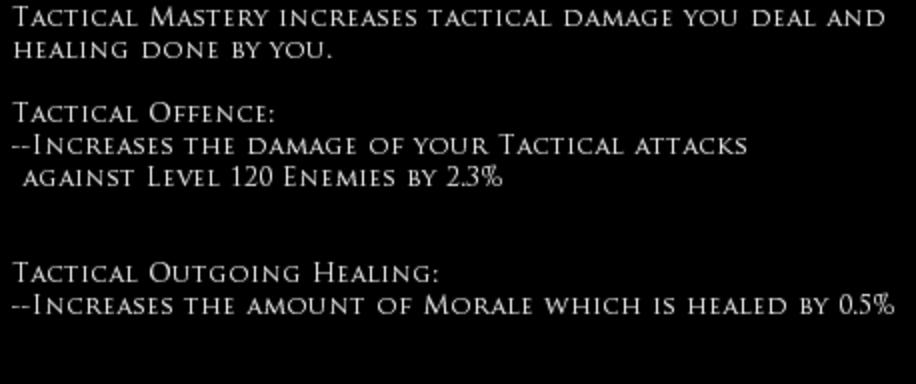 Tactical Mastery increases tactical damage you deal and
healing done by you.
Tactical Offence:
--Increases the damage of your Tactical attacks
against Level 120 Enemies by 2.3%
Tactical Outgoing Healing:
--Increases the amount of Morale which is healed by 0.5%